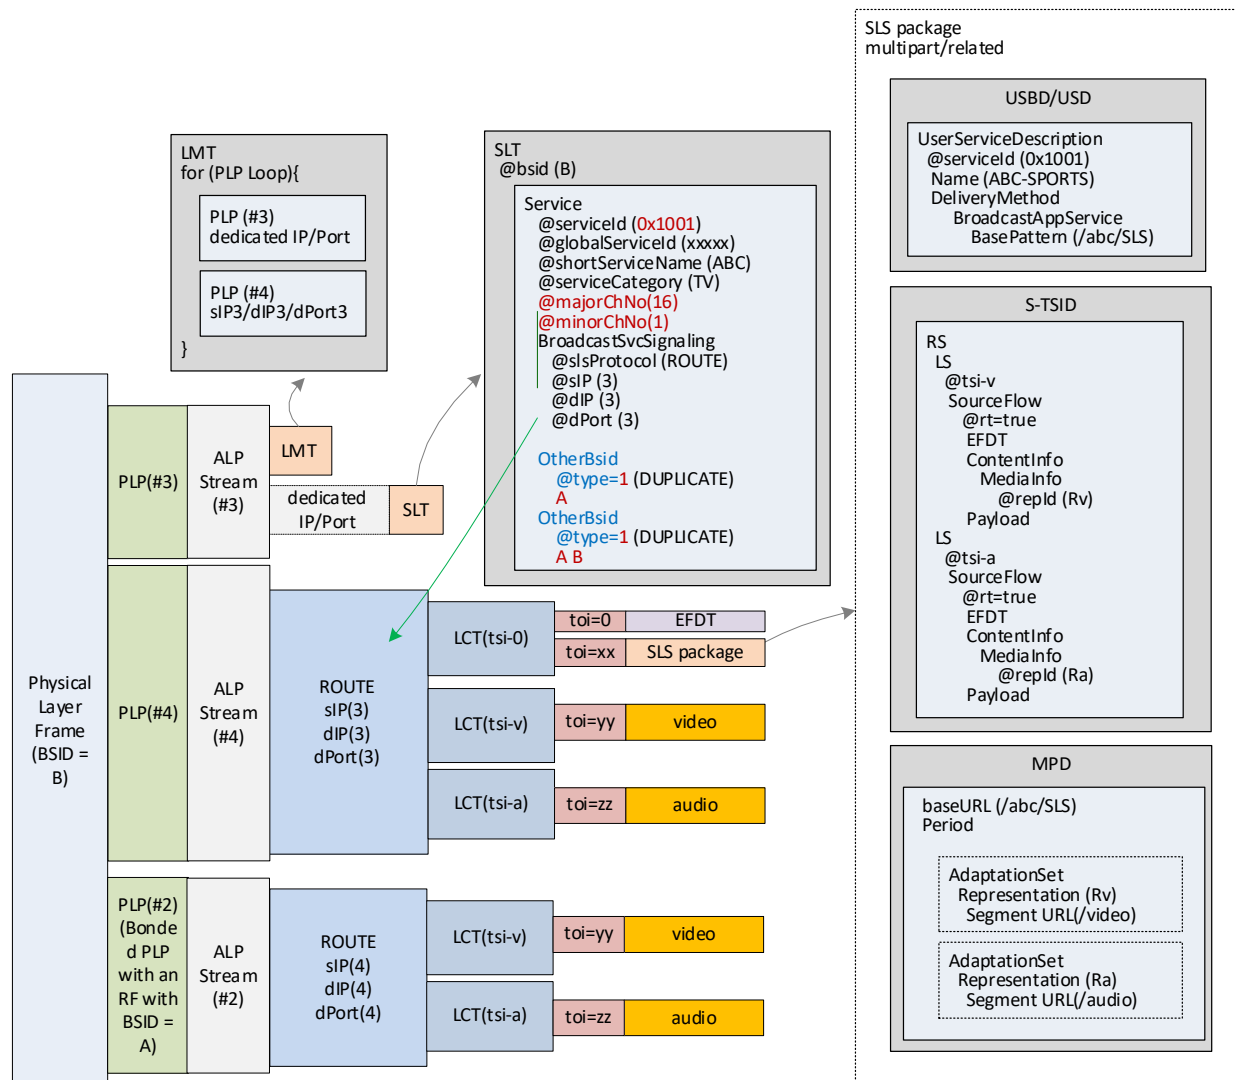 SLS package
multipart/related
USBD/USD
UserServiceDescription
@serviceId (0x1001)
Name (ABC-SPORTS)
DeliveryMethod
BroadcastAppService
BasePattern (/abc/SLS)
S-TSID
RS
LS
@tsi-v
SourceFlow
@rt=true
EFDT
ContentInfo
MediaInfo
@repId (Rv)
Payload
LS
@tsi-a
SourceFlow
@rt=true
EFDT
ContentInfo
MediaInfo
@repId (Ra)
Payload
MPD
baseURL (/abc/SLS)
Period
AdaptationSet
Representation (Rv)
Segment URL(/video)
AdaptationSet
Representation (Ra)
Segment URL(/audio)
LMT
for (PLP Loop){
PLP (#3)
dedicated IP/Port
PLP (#4)
sIP3/dIP3/dPort3
}
SLT
@bsid (B)
Service
@serviceId (0x1001)
@globalServiceId (xxxxx)
@shortServiceName (ABC)
@serviceCategory (TV)
@majorChNo(16)
@minorChNo(1)
BroadcastSvcSignaling
@slsProtocol (ROUTE)
@sIP (3)
@dIP (3)
@dPort (3)
OtherBsid
@type=1 (DUPLICATE)
A
OtherBsid
@type=1 (DUPLICATE)
A B
Physical
Layer
Frame
(BSID =
B)
PLP(#3)
ALP
Stream
(#3)
LMT
dedicated
IP/Port
SLT
PLP(#4)
ALP
Stream
(#4)
ROUTE
sIP(3)
dIP(3)
dPort(3)
LCT(tsi-0)
toi=0
EFDT
toi=xx
SLS package
LCT(tsi-v)
toi=yy
video
LCT(tsi-a)
toi=zz
audio
PLP(#2)
(Bonde
d PLP
with an
RF with
BSID =
A)
ALP
Stream
(#2)
ROUTE
sIP(4)
dIP(4)
dPort(4)
LCT(tsi-v)
toi=yy
video
LCT(tsi-a)
toi=zz
audio